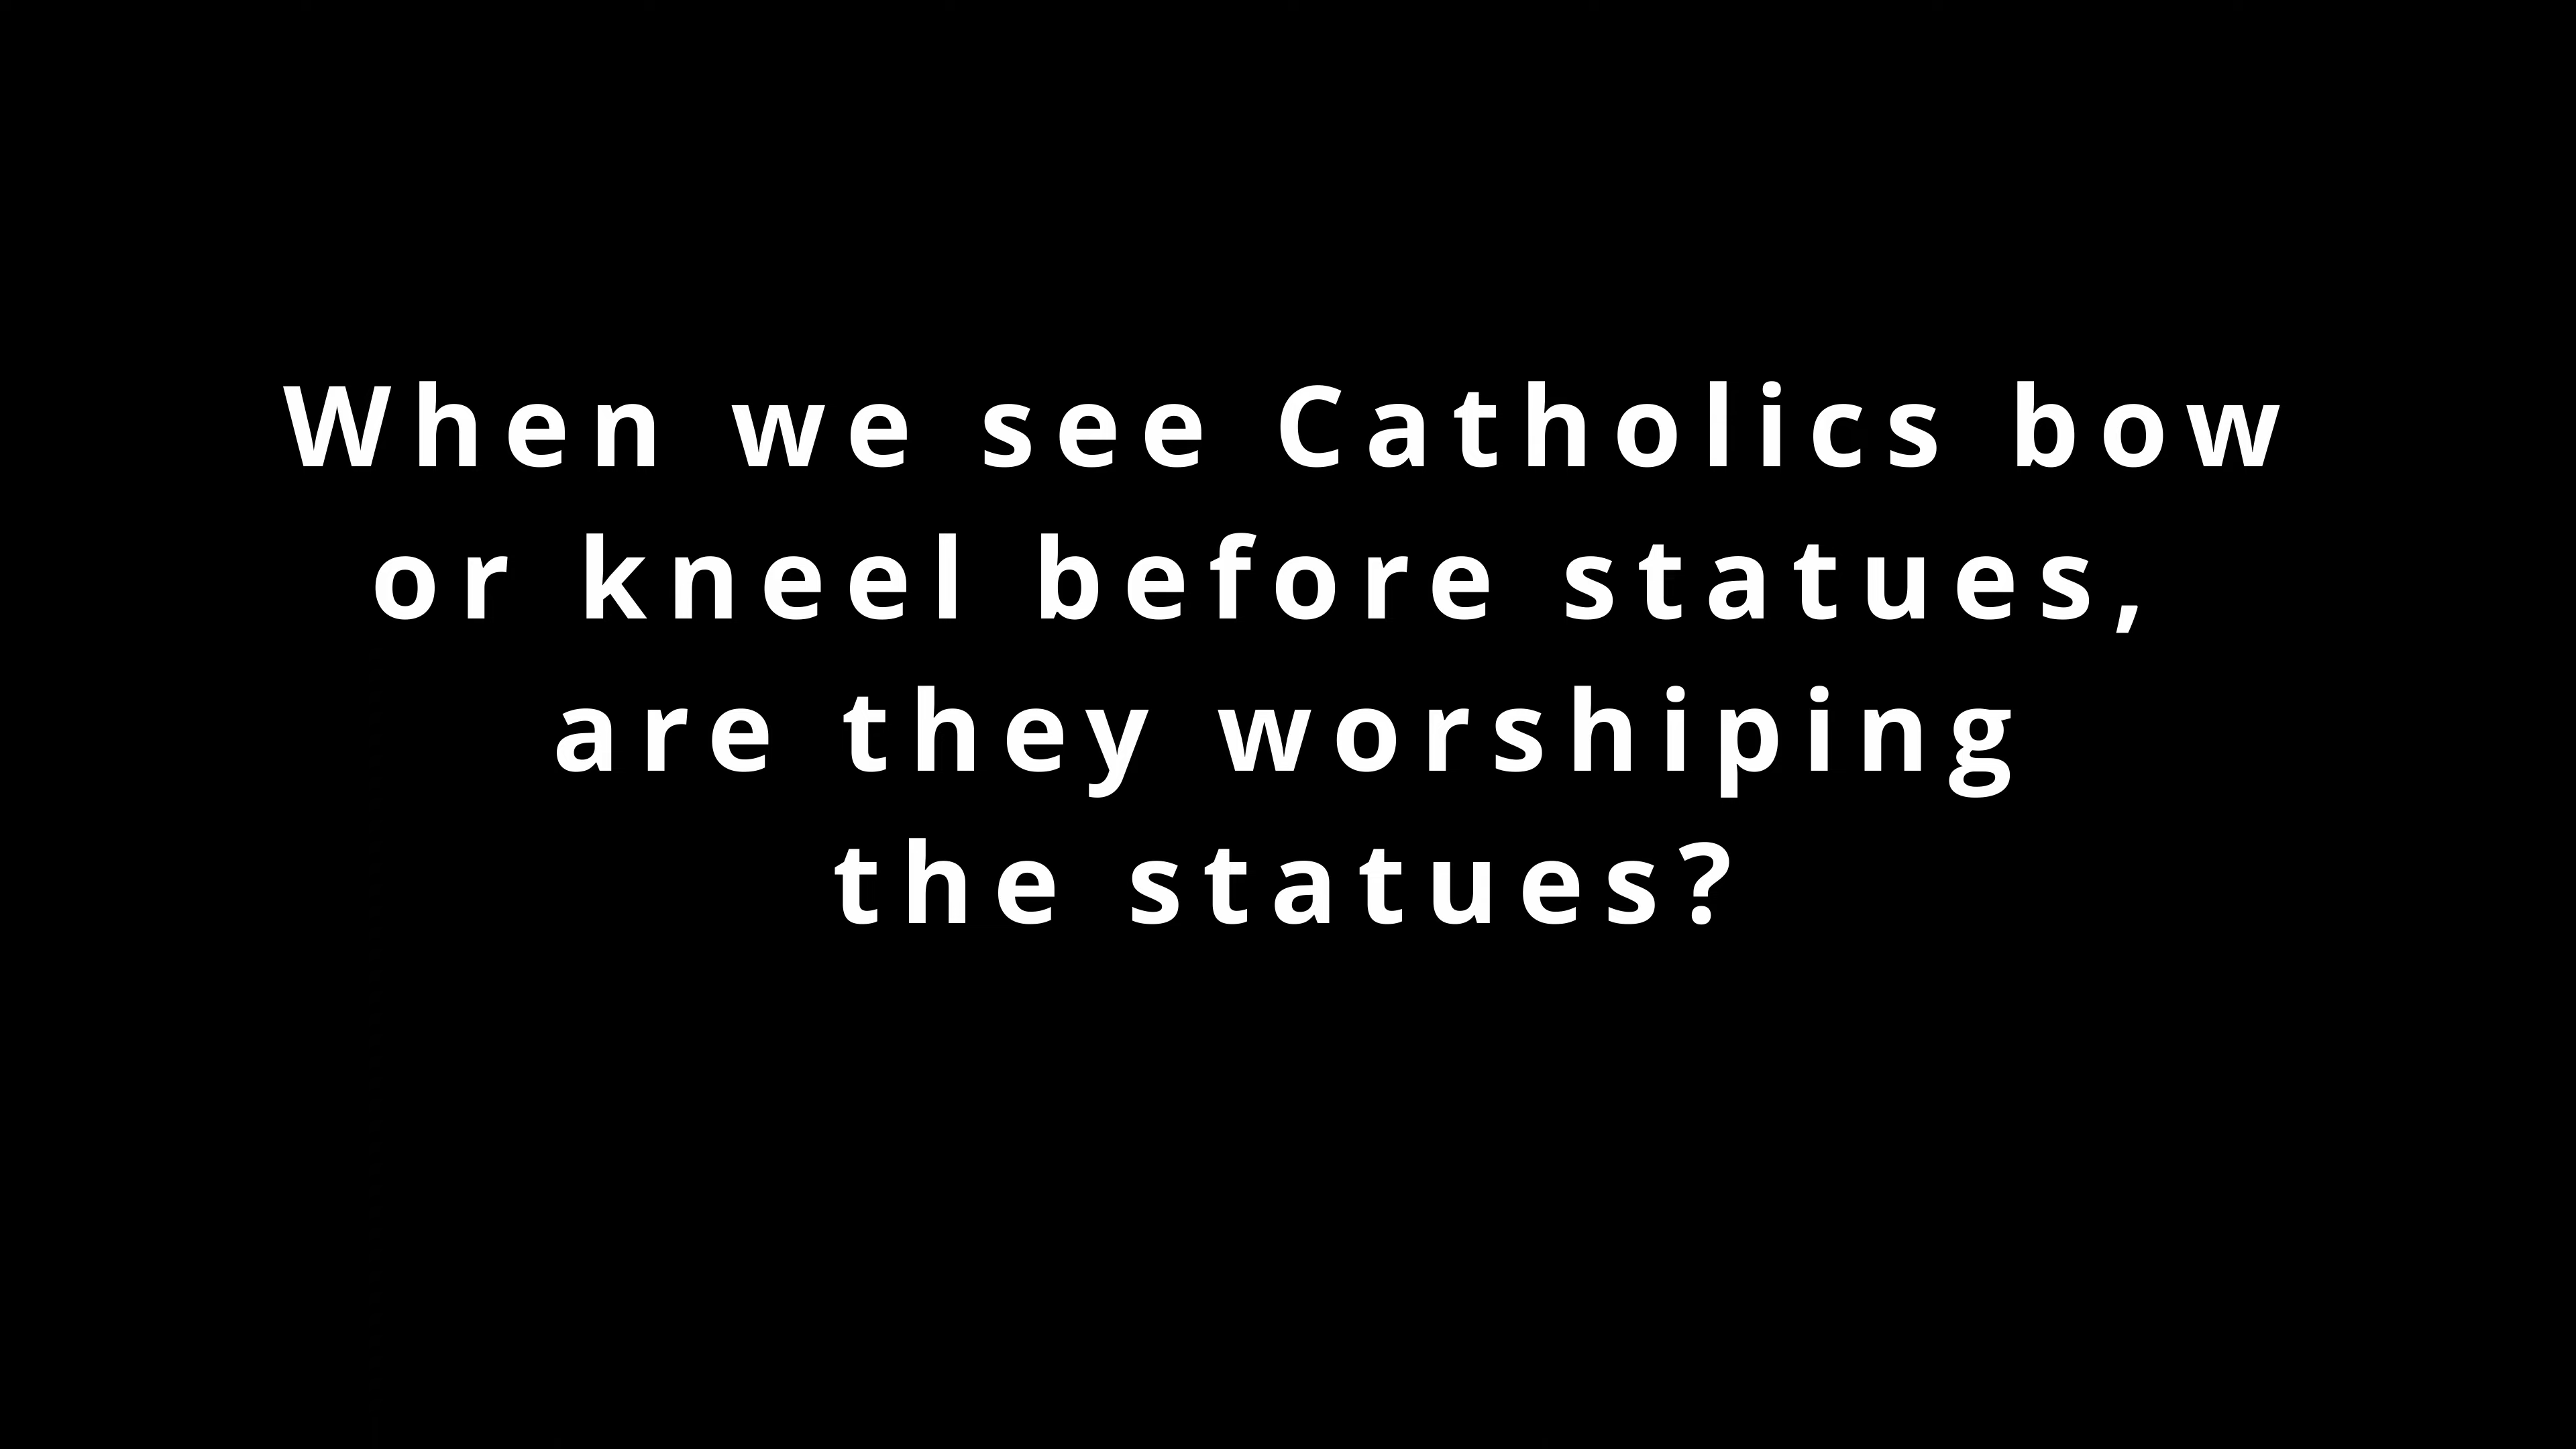 When we see Catholics bow
or kneel before statues,
are they worshiping
the statues?